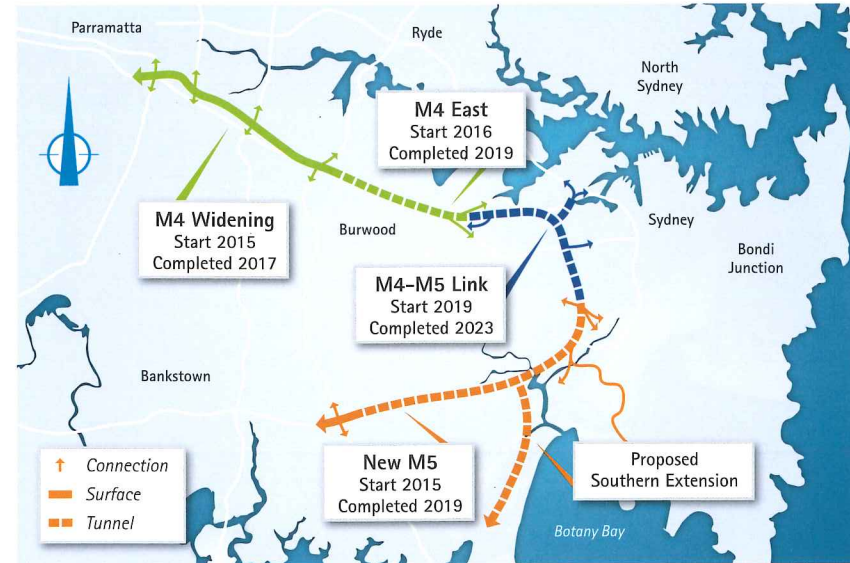 Parramatta
Ryde
North
Sydney
M4 East
Start 2016
Completed 2019
M4 Widening
Start 2015
Completed 2017
Burwood
Sydney
Bondi
Junction
M4–M5 Link
Start 2019
Completed 2023
Bankstown
Connection
Surface
Tunnel
New M5
Start 2015
Completed 2019
Proposed
Southern Extension
Botany Bay